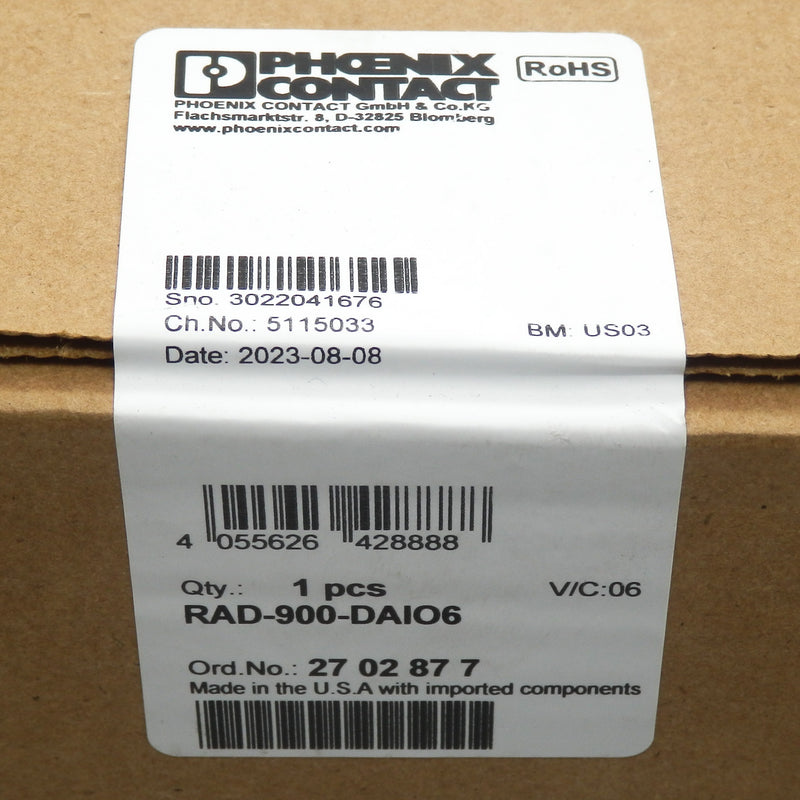 PHŒNIX
CONTACT
RoHS
PHOENIX CONTACT GmbH & Co.KG
Flachsmarktstr. 8, D-32825 Blomberg
www.phoenixcontact.com
Sno. 3022041676
Ch.No.: 5115033
BM: US03
Date: 2023-08-08
4 055626 428888
Qty.: 1 pcs
V/C:06
RAD-900-DAIO6
Ord.No.: 27 02 87 7
Made in the U.S.A with imported components